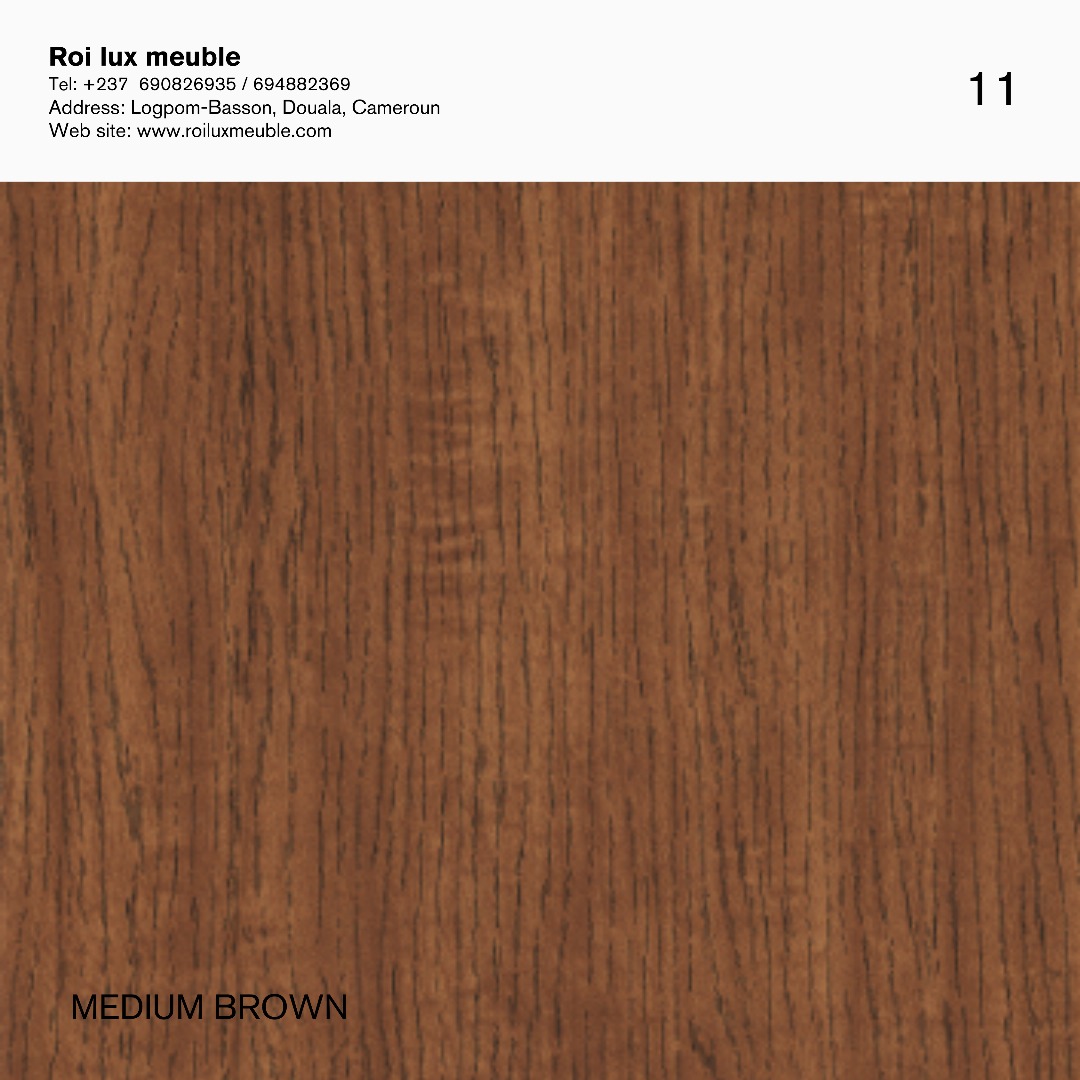 Roi lux meuble
Tel: +237  690826935 / 694882369
Address: Logpom-Basson, Douala, Cameroun
Web site: www.roiluxmeuble.com
11
MEDIUM BROWN